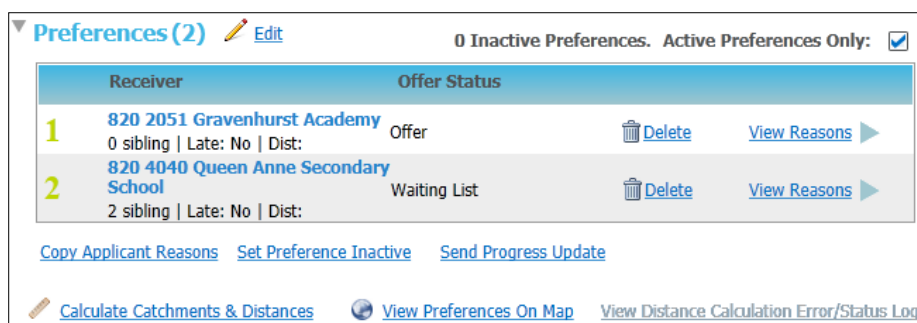 Preferences (2) Edit
0 Inactive Preferences. Active Preferences Only:
Receiver Offer Status
1 820 2051 Gravenhurst Academy
0 sibling | Late: No | Dist:
Offer Delete View Reasons
2 820 4040 Queen Anne Secondary
School
2 sibling | Late: No | Dist:
Waiting List Delete View Reasons
Copy Applicant Reasons Set Preference Inactive Send Progress Update
Calculate Catchments & Distances View Preferences On Map View Distance Calculation Error/Status Log